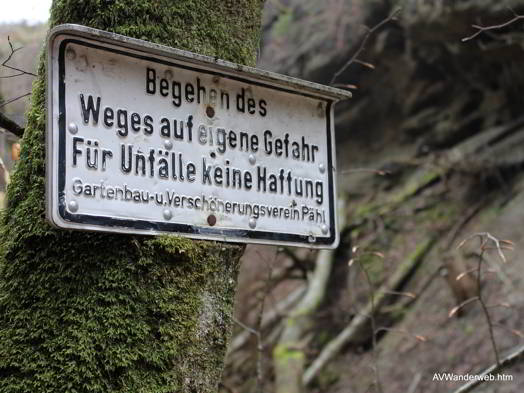 Begehen des
Weges auf eigene Gefahr
Für Unfälle keine Haftung
Gartenbau-u.Verschönerungsverein Pähl
AVWanderweb.htm